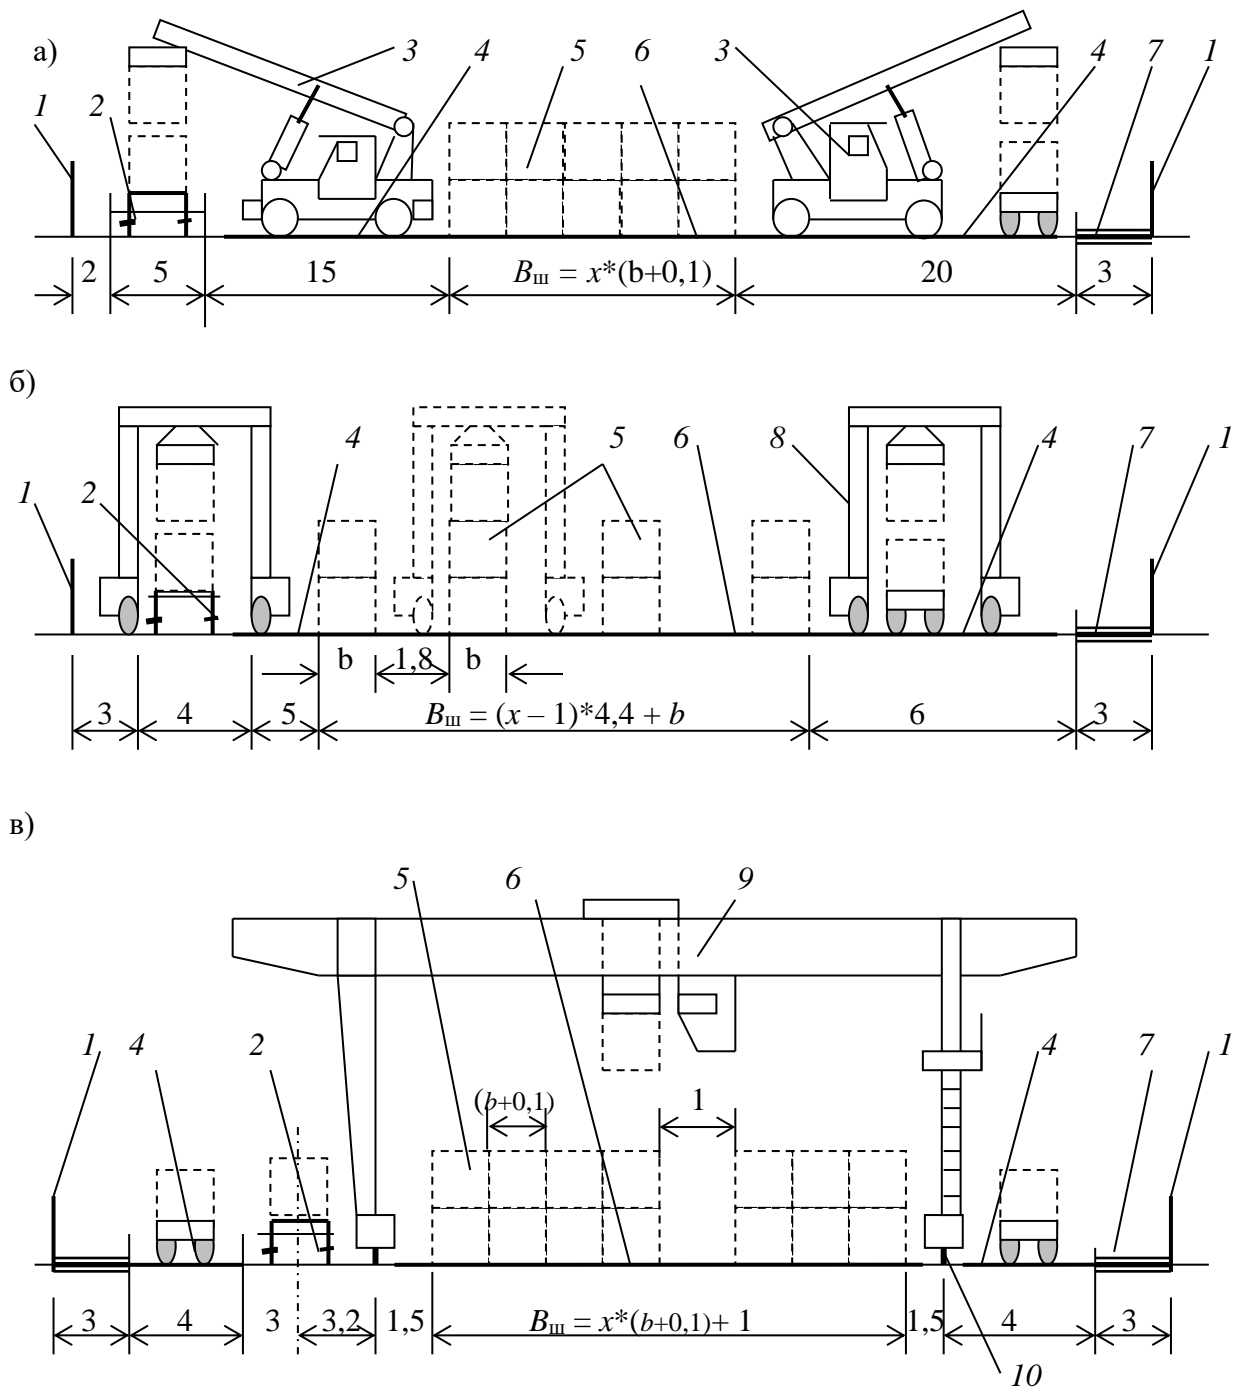 а)
3 4 5 6 3 4 7 1
1 2
2 5 15 Bш = x*(b+0,1) 20 3
б)
4 5 6 8 4 7 1
1 2
b 1,8 b
3 4 5 Bш = (x – 1)*4,4 + b 6 3
в)
5 6 9
1 4 2 4 7 1
(b+0,1) 1
3 4 3 3,2 1,5 Bш = x*(b+0,1)+ 1 1,5 4 3
10